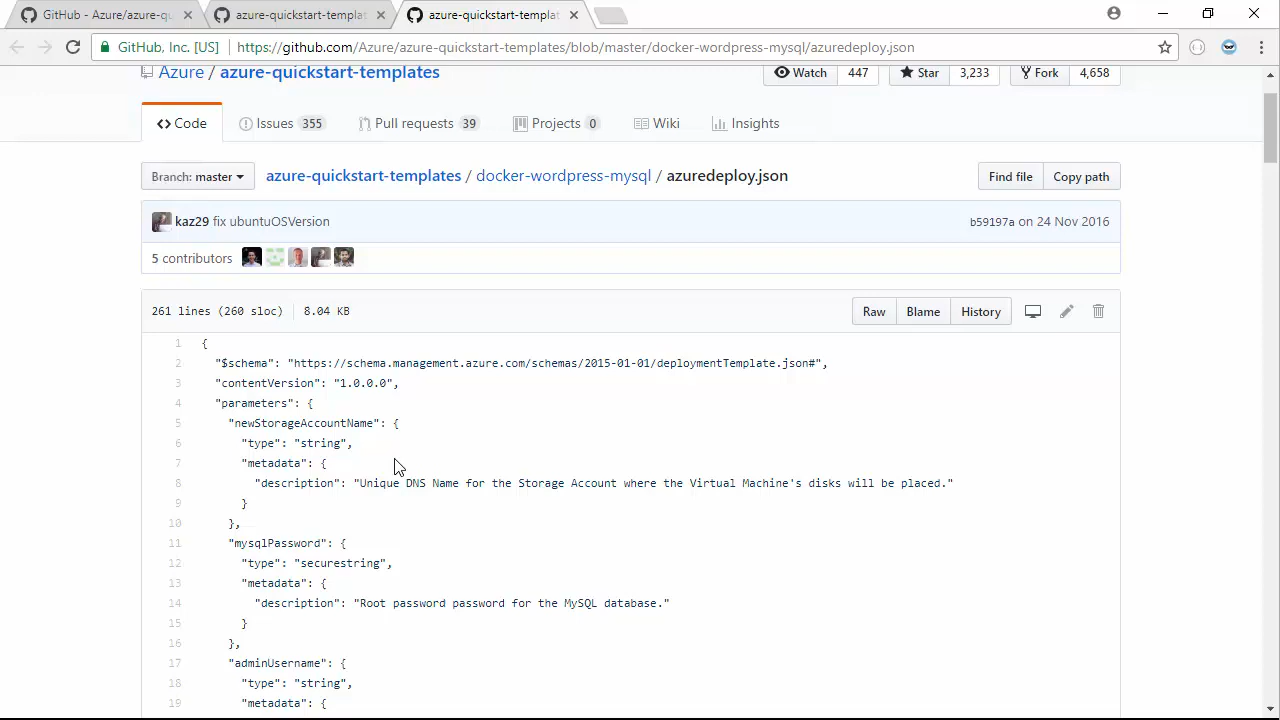 GitHub - Azure/azure-qu
azure-quickstart-templat
azure-quickstart-templat
GitHub, Inc. [US]
https://github.com/Azure/azure-quickstart-templates/blob/master/docker-wordpress-mysql/azuredeploy.json
Azure / azure-quickstart-templates
Watch 447
Star 3,233
Fork 4,658
Code
Issues 355
Pull requests 39
Projects 0
Wiki
Insights
Branch: master
azure-quickstart-templates / docker-wordpress-mysql / azuredeploy.json
Find file
Copy path
kaz29 fix ubuntuOSVersion
b59197a on 24 Nov 2016
5 contributors
261 lines (260 sloc)
8.04 KB
Raw
Blame
History
1 {
2 "$schema": "https://schema.management.azure.com/schemas/2015-01-01/deploymentTemplate.json#",
3 "contentVersion": "1.0.0.0",
4 "parameters": {
5 "newStorageAccountName": {
6 "type": "string",
7 "metadata": {
8 "description": "Unique DNS Name for the Storage Account where the Virtual Machine's disks will be placed."
9 }
10 },
11 "mysqlPassword": {
12 "type": "securestring",
13 "metadata": {
14 "description": "Root password password for the MySQL database."
15 }
16 },
17 "adminUsername": {
18 "type": "string",
19 "metadata": {